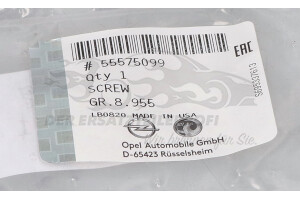 # 55575099
Qty 1
SCREW
GR.8.955
LB0820 MADE IN USA
Opel Automobile GmbH
D-65423 Rüsselsheim
EAC